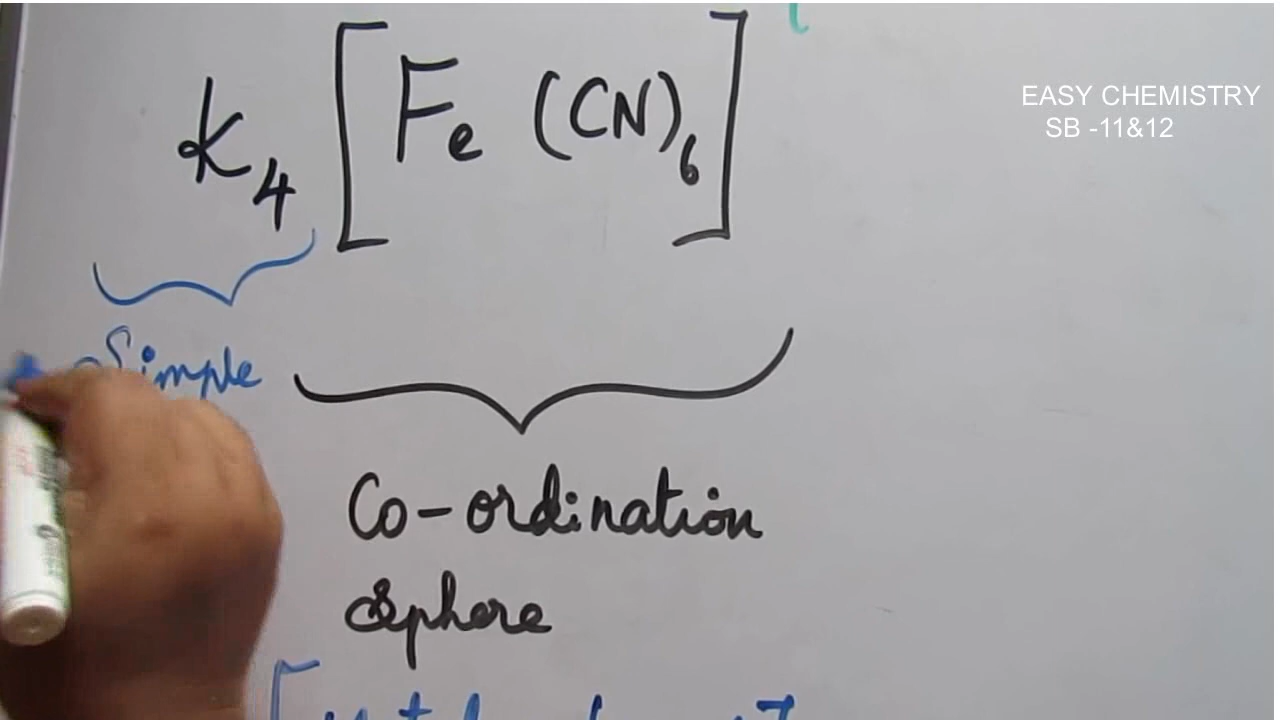 K4 [Fe (CN)6]
EASY CHEMISTRY
SB -11&12
Simple
Co-ordination
Sphere